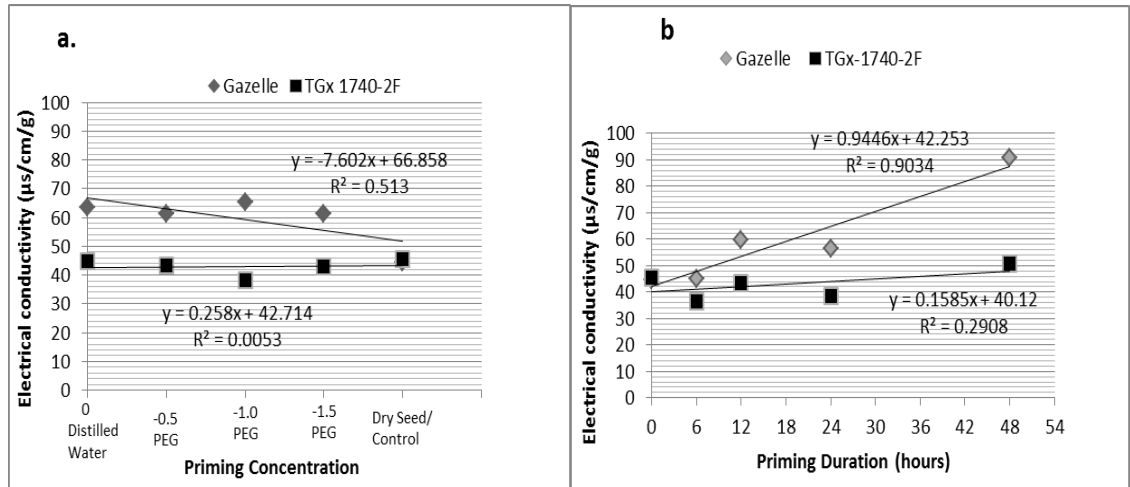 a.
Gazelle TGx 1740-2F
Electrical conductivity (µs/cm/g)
100
90
80
70
60
50
40
30
20
10
0
y = -7.602x + 66.858
R² = 0.513
y = 0.258x + 42.714
R² = 0.0053
0 -0.5 -1.0 -1.5 Dry Seed/
Distilled PEG PEG PEG Control
Water
Priming Concentration
b
Gazelle TGx-1740-2F
Electrical conductivity (µs/cm/g)
100
90
80
70
60
50
40
30
20
10
0
y = 0.9446x + 42.253
R² = 0.9034
y = 0.1585x + 40.12
R² = 0.2908
0 6 12 18 24 30 36 42 48 54
Priming Duration (hours)